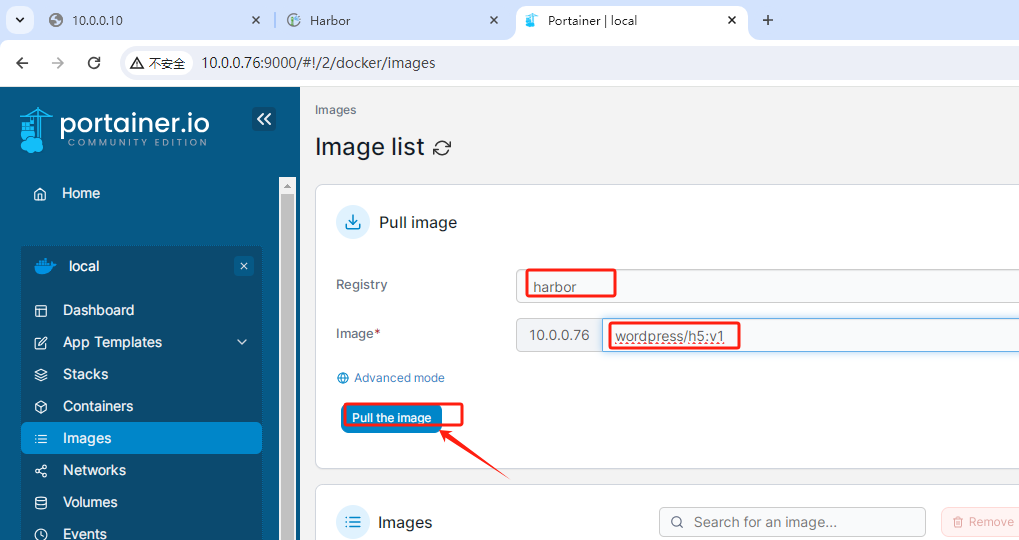 10.0.0.10
Harbor
Portainer | local
不安全
10.0.0.76:9000/#!/2/docker/images
portainer.io
COMMUNITY EDITION
Home
local
Dashboard
App Templates
Stacks
Containers
Images
Networks
Volumes
Events
Images
Image list
Pull image
Registry
harbor
Image*
10.0.0.76
wordpress/h5:v1
Advanced mode
Pull the image
Images
Search for an image...
Remove